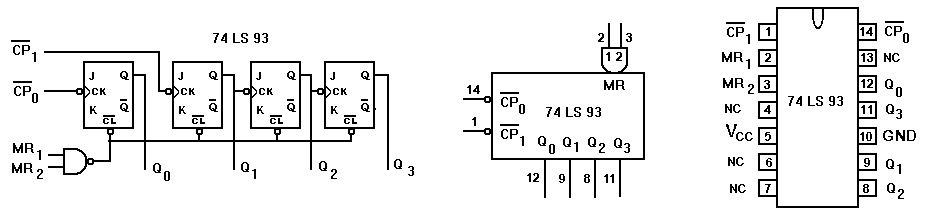 74 LS 93
CP1
CP0
J Q
CK
K Q
CL
J Q
CK
K Q
CL
J Q
CK
K Q
CL
J Q
CK
K Q
CL
MR1
MR2
Q0 Q1 Q2 Q3
2 3
1 2
MR
14
CP0
74 LS 93
1
CP1
Q0 Q1 Q2 Q3
12 9 8 11
CP1 1 14 CP0
MR1 2 13 NC
MR2 3 12 Q0
74 LS 93
NC 4 11 Q3
VCC 5 10 GND
NC 6 9 Q1
NC 7 8 Q2